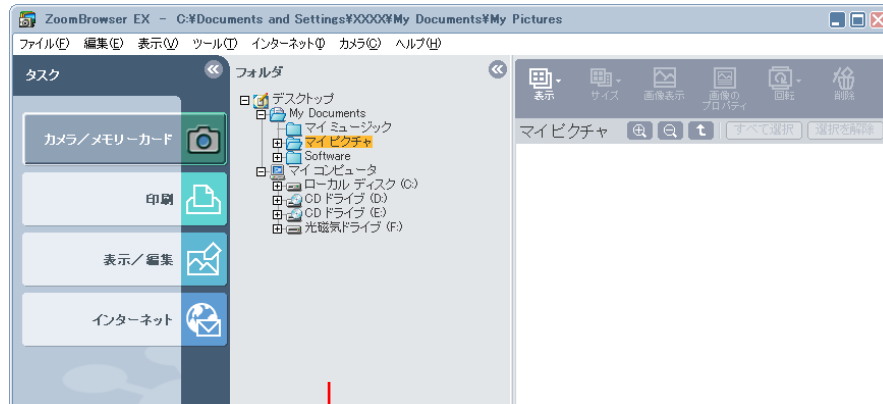 ZoomBrowser EX - C:¥Documents and Settings¥XXXX¥My Documents¥My Pictures
ファイル(F) 編集(E) 表示(V) ツール(T) インターネット(I) カメラ(C) ヘルプ(H)
タスク
カメラ/メモリーカード
印刷
表示/編集
インターネット
フォルダ
デスクトップ
My Documents
マイ ミュージック
マイ ピクチャ
Software
マイ コンピュータ
ローカル ディスク (C:)
CD ドライブ (D:)
CD ドライブ (E:)
光磁気ドライブ (F:)
表示 サイズ 画像表示 画像の 回転 削除
プロパティ
マイ ピクチャ すべて選択 選択を解除